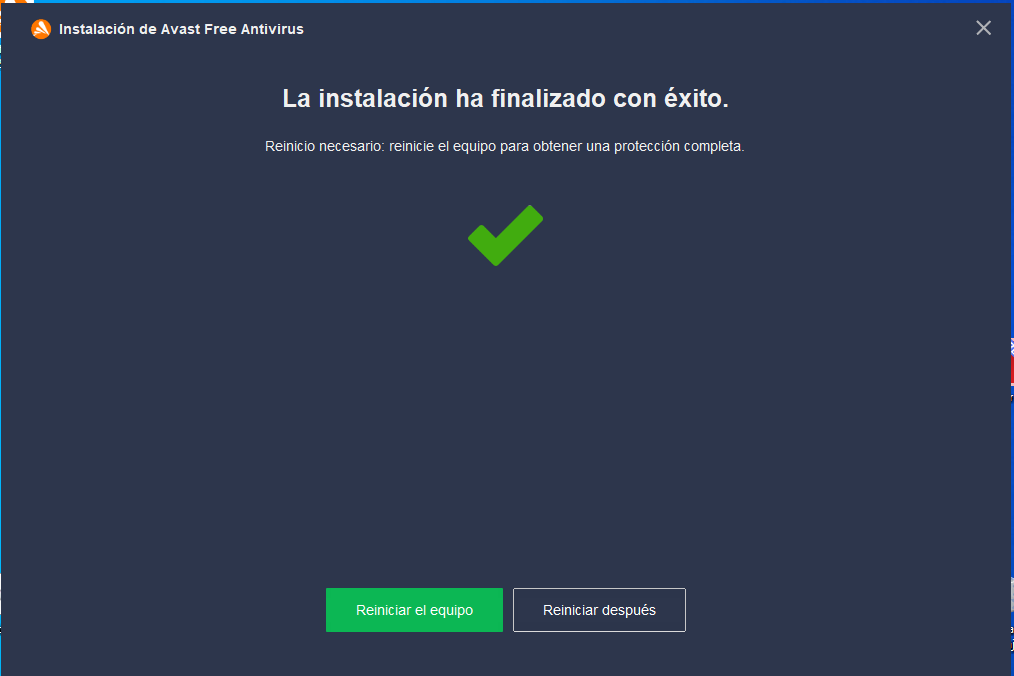 Instalación de Avast Free Antivirus
La instalación ha finalizado con éxito.
Reinicio necesario: reinicie el equipo para obtener una protección completa.
Reiniciar el equipo
Reiniciar después